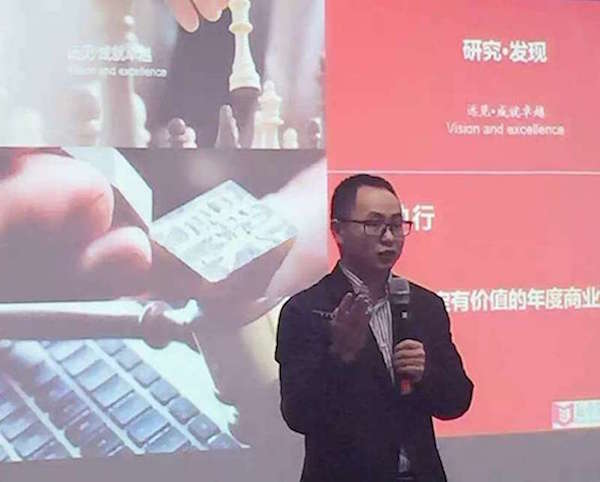 远见·成就卓越
Vision and excellence
研究·发现
远见·成就卓越
Vision and excellence
行
有价值的年度商业